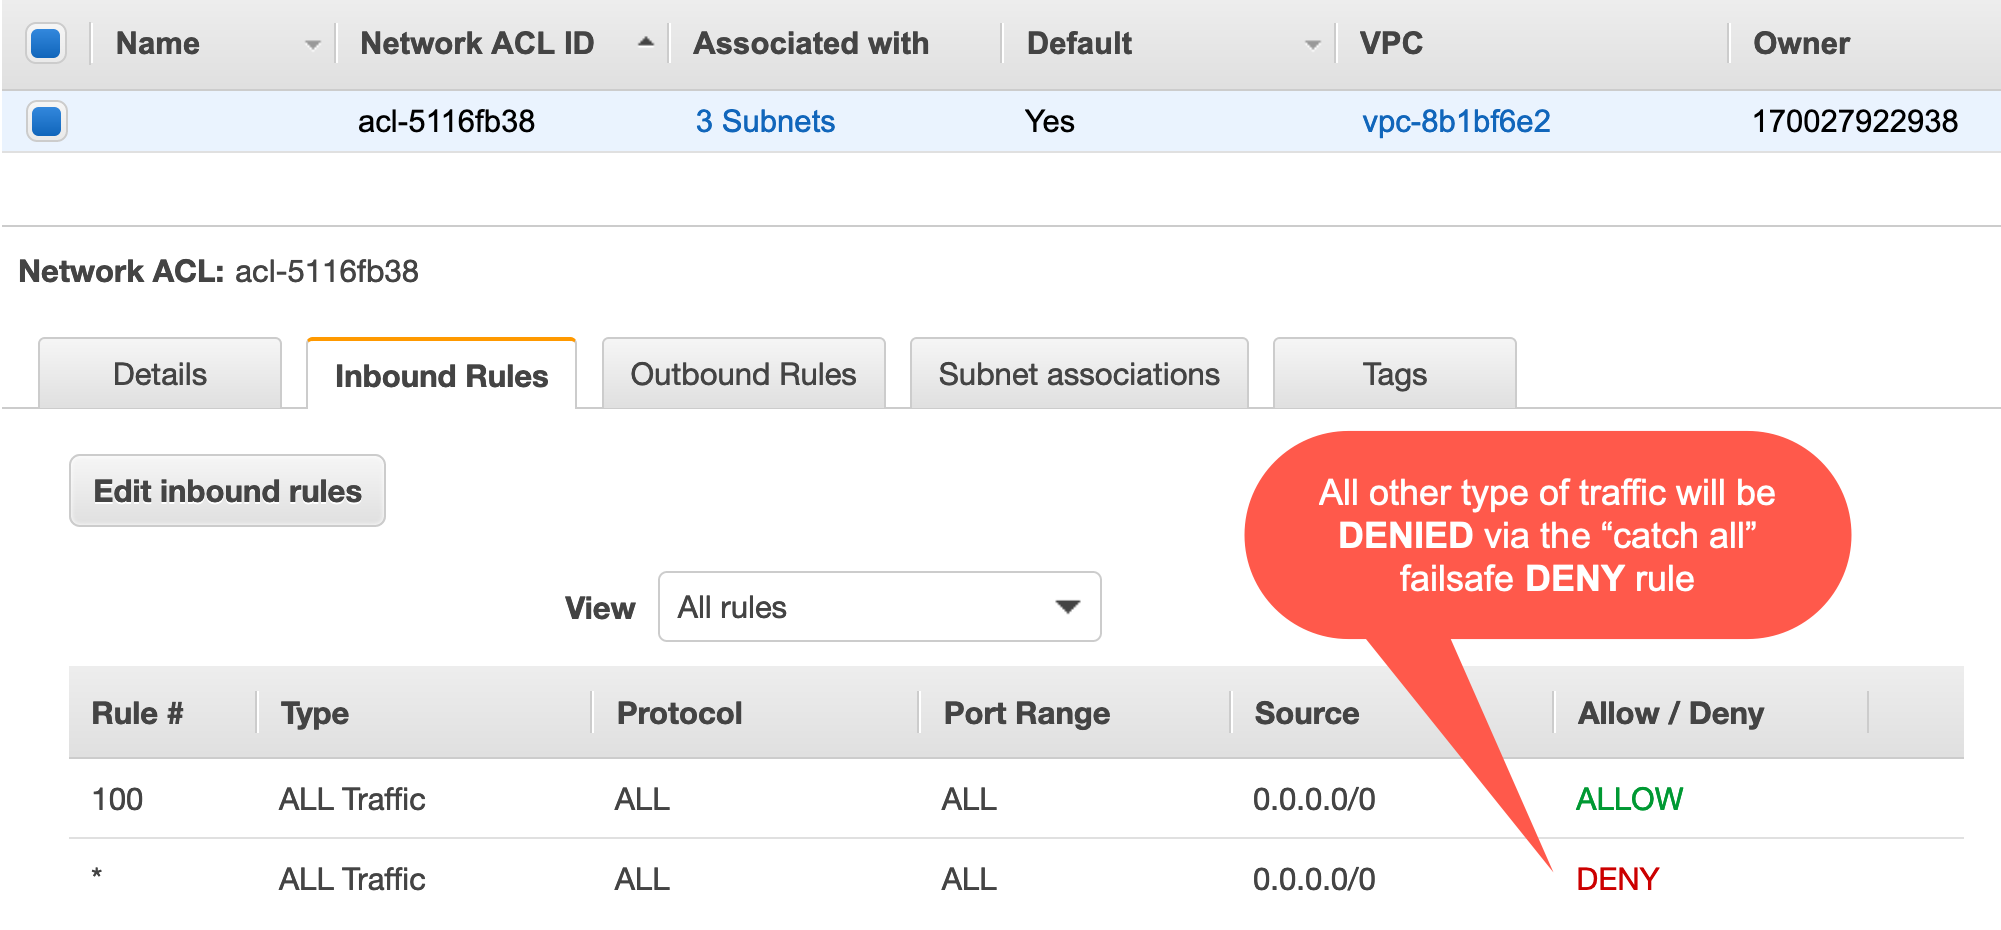 Name Network ACL ID Associated with Default VPC Owner
acl-5116fb38 3 Subnets Yes vpc-8b1bf6e2 170027922938
Network ACL: acl-5116fb38
Details Inbound Rules Outbound Rules Subnet associations Tags
Edit inbound rules
All other type of traffic will be
DENIED via the “catch all”
failsafe DENY rule
View All rules
Rule # Type Protocol Port Range Source Allow / Deny
100 ALL Traffic ALL ALL 0.0.0.0/0 ALLOW
* ALL Traffic ALL ALL 0.0.0.0/0 DENY